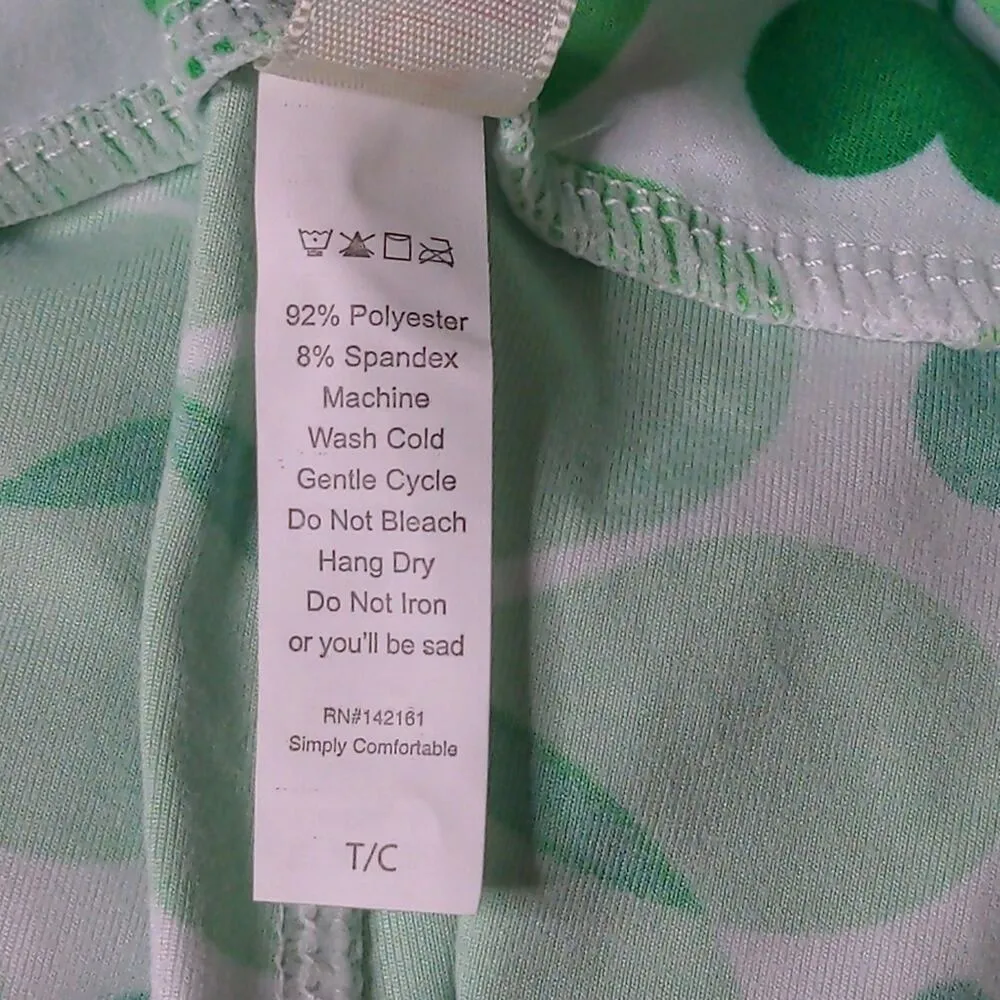 92% Polyester
8% Spandex
Machine
Wash Cold
Gentle Cycle
Do Not Bleach
Hang Dry
Do Not Iron
or you'll be sad
RN#142161
Simply Comfortable
T/C